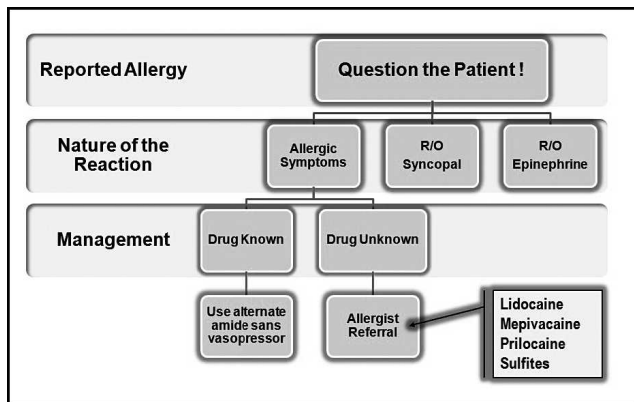 Reported Allergy
Question the Patient !
Nature of the
Reaction
Allergic
Symptoms
R/O
Syncopal
R/O
Epinephrine
Management
Drug Known
Drug Unknown
Use alternate
amide sans
vasopressor
Allergist
Referral
Lidocaine
Mepivacaine
Prilocaine
Sulfites